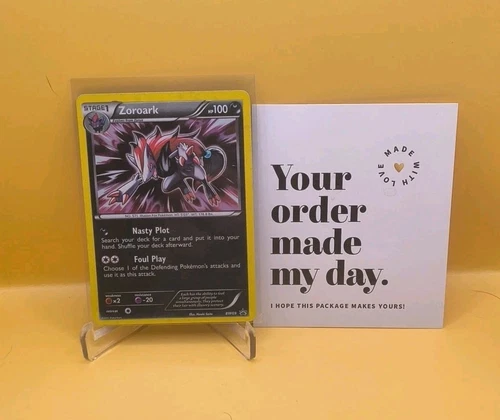 STAGE1
Zoroark
HP100
Nasty Plot
Search your deck for a card and put it into your
hand. Shuffle your deck afterward.
Foul Play
Choose 1 of the Defending Pokémon's attacks and
use it as this attack.
×2
-20
MADE WITH LOVE
Your
order
made
my day.
I HOPE THIS PACKAGE MAKES YOURS!